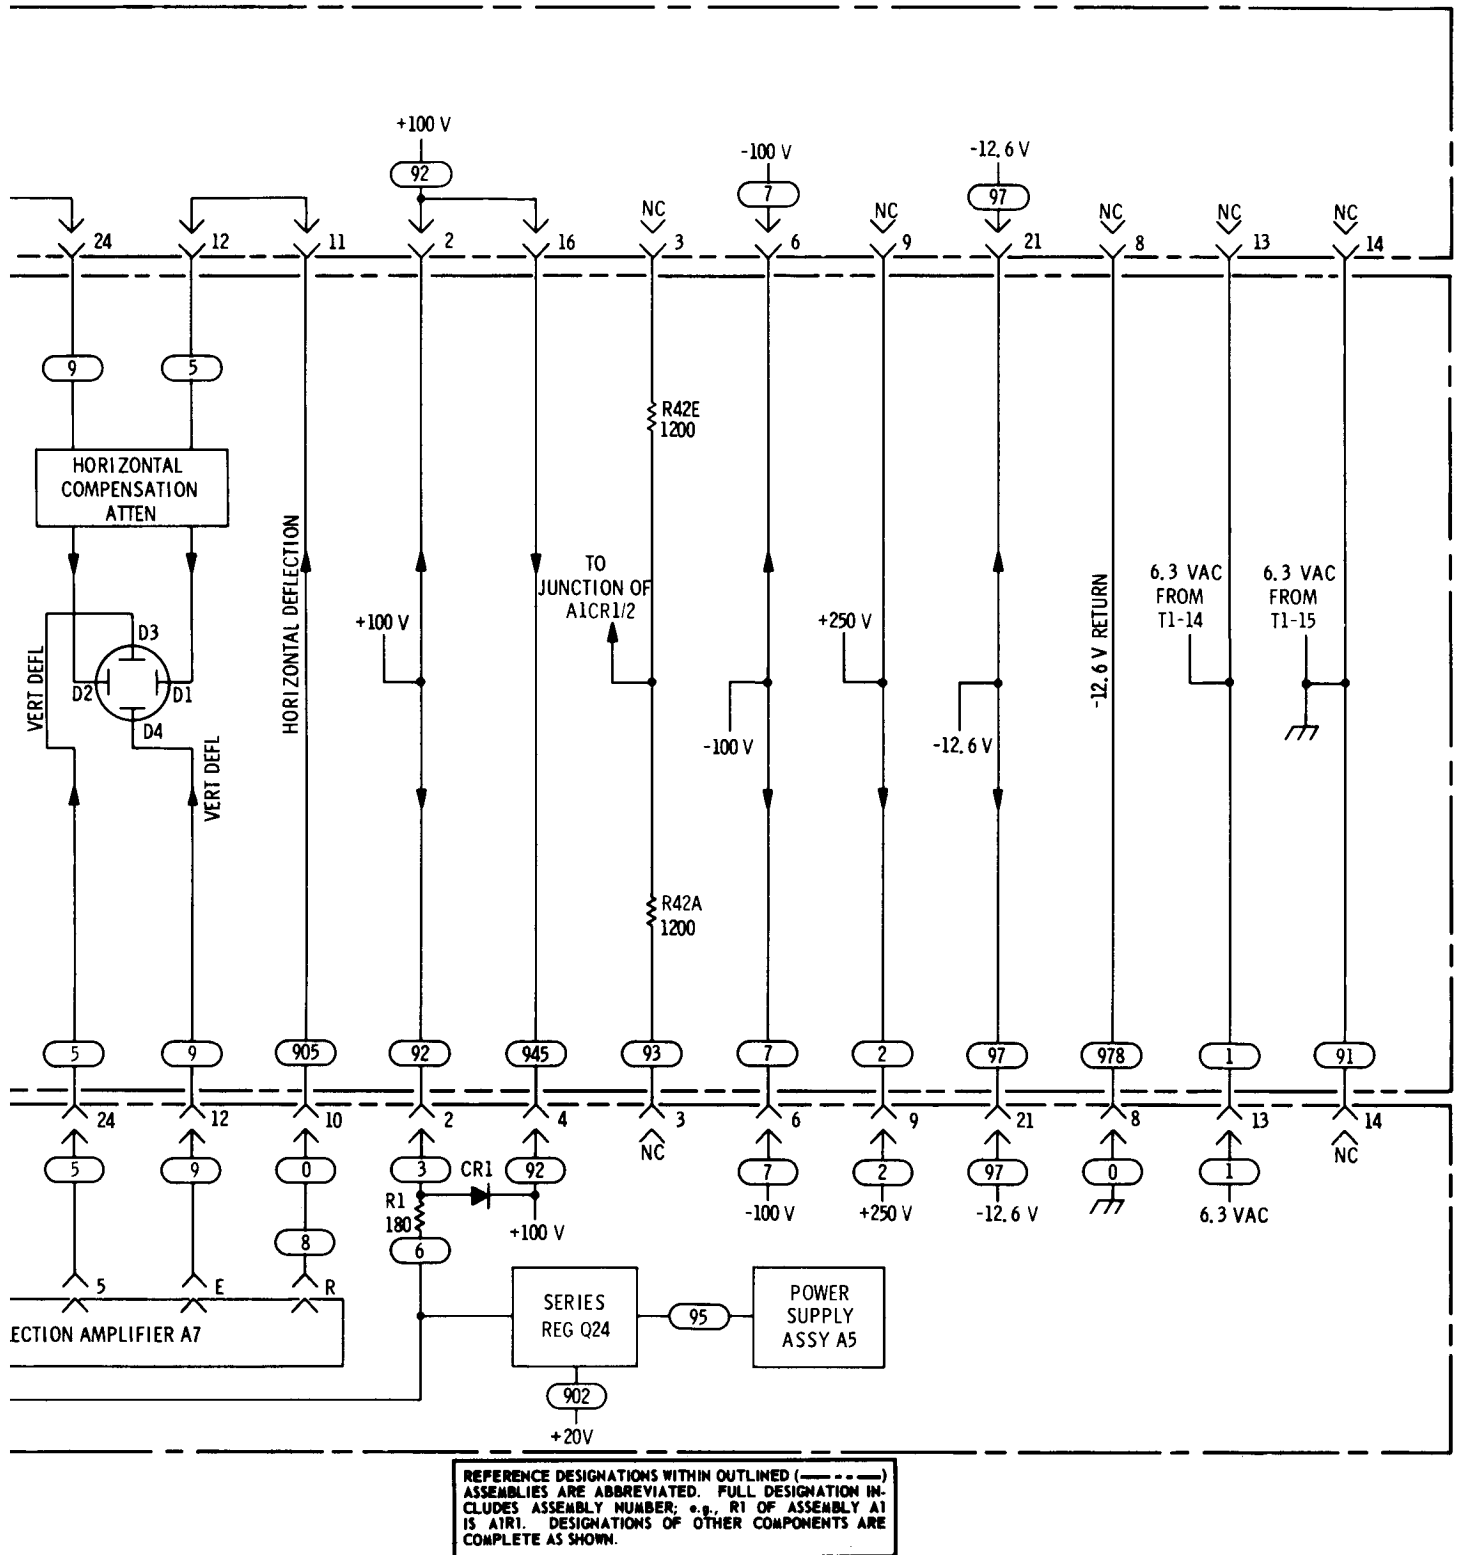 +100 V
92
-100 V
7
-12.6 V
97
NC
NC
NC
NC
NC
24
12
11
2
16
3
6
9
21
8
13
14
9
5
R42E
1200
HORIZONTAL
COMPENSATION
ATTEN
HORIZONTAL DEFLECTION
TO
JUNCTION OF
A1CR1/2
+100 V
+250 V
-12.6 V RETURN
6.3 VAC
FROM
T1-14
6.3 VAC
FROM
T1-15
D3
D2
D1
D4
VERT DEFL
VERT DEFL
-100 V
-12.6 V
R42A
1200
5
9
905
92
945
93
7
2
97
978
1
91
24
12
10
2
4
3
6
9
21
8
13
14
NC
NC
5
9
0
3
CR1
92
7
2
97
0
1
R1
180
+100 V
-100 V
+250 V
-12.6 V
6.3 VAC
8
6
5
E
R
ECTION AMPLIFIER A7
SERIES
REG Q24
95
POWER
SUPPLY
ASSY A5
902
+20V
REFERENCE DESIGNATIONS WITHIN OUTLINED (—--—)
ASSEMBLIES ARE ABBREVIATED. FULL DESIGNATION IN-
CLUDES ASSEMBLY NUMBER; e.g., R1 OF ASSEMBLY A1
IS A1R1. DESIGNATIONS OF OTHER COMPONENTS ARE
COMPLETE AS SHOWN.